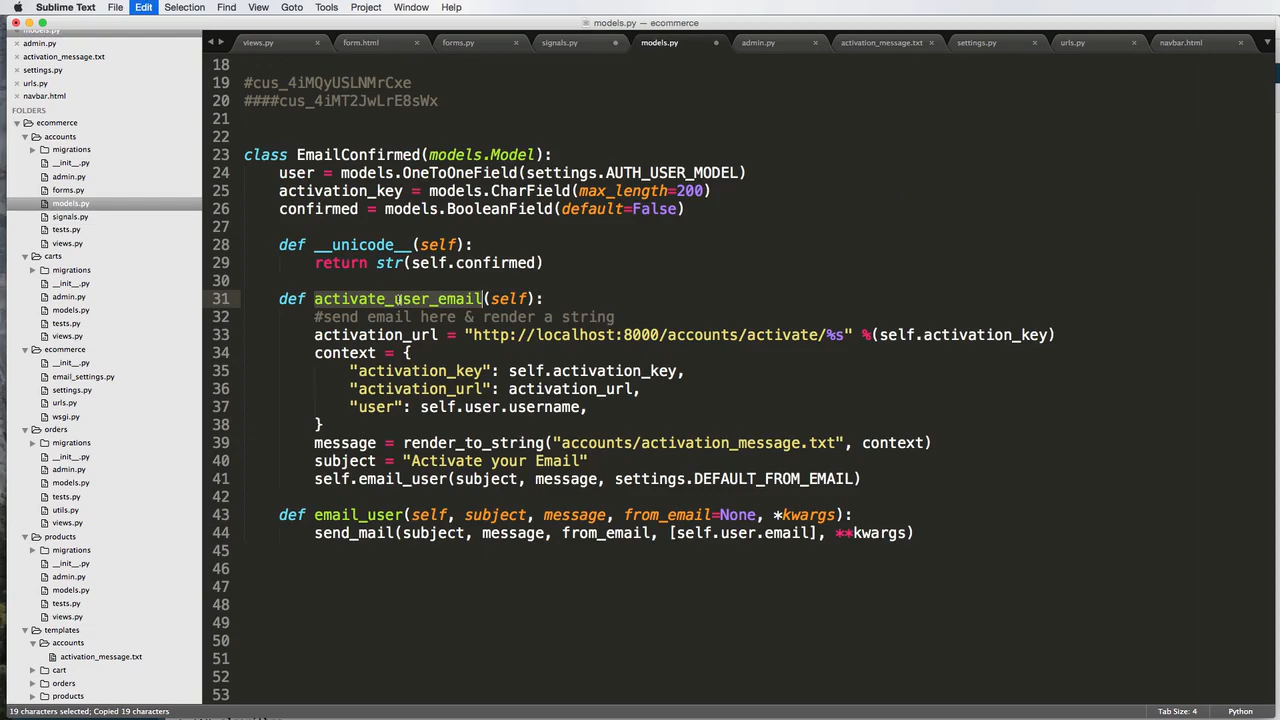 Sublime Text File Edit Selection Find View Goto Tools Project Window Help
models.py — ecommerce
models.py
admin.py
activation_message.txt
settings.py
urls.py
navbar.html
FOLDERS
ecommerce
accounts
migrations
__init__.py
admin.py
forms.py
models.py
signals.py
tests.py
views.py
carts
migrations
__init__.py
admin.py
models.py
tests.py
views.py
ecommerce
__init__.py
email_settings.py
settings.py
urls.py
wsgi.py
orders
migrations
__init__.py
admin.py
models.py
tests.py
utils.py
views.py
products
migrations
__init__.py
admin.py
models.py
tests.py
views.py
templates
accounts
activation_message.txt
cart
orders
products
views.py form.html forms.py signals.py models.py admin.py activation_message.txt settings.py urls.py navbar.html
18
19 #cus_4iMQyUSLNMrCxe
20 ####cus_4iMT2JwLrE8sWx
21
22
23 class EmailConfirmed(models.Model):
24 user = models.OneToOneField(settings.AUTH_USER_MODEL)
25 activation_key = models.CharField(max_length=200)
26 confirmed = models.BooleanField(default=False)
27
28 def __unicode__(self):
29 return str(self.confirmed)
30
31 def activate_user_email(self):
32 #send email here & render a string
33 activation_url = "http://localhost:8000/accounts/activate/%s" %(self.activation_key)
34 context = {
35 "activation_key": self.activation_key,
36 "activation_url": activation_url,
37 "user": self.user.username,
38 }
39 message = render_to_string("accounts/activation_message.txt", context)
40 subject = "Activate your Email"
41 self.email_user(subject, message, settings.DEFAULT_FROM_EMAIL)
42
43 def email_user(self, subject, message, from_email=None, *kwargs):
44 send_mail(subject, message, from_email, [self.user.email], **kwargs)
45
46
47
48
49
50
51
52
53
19 characters selected; Copied 19 characters Tab Size: 4 Python